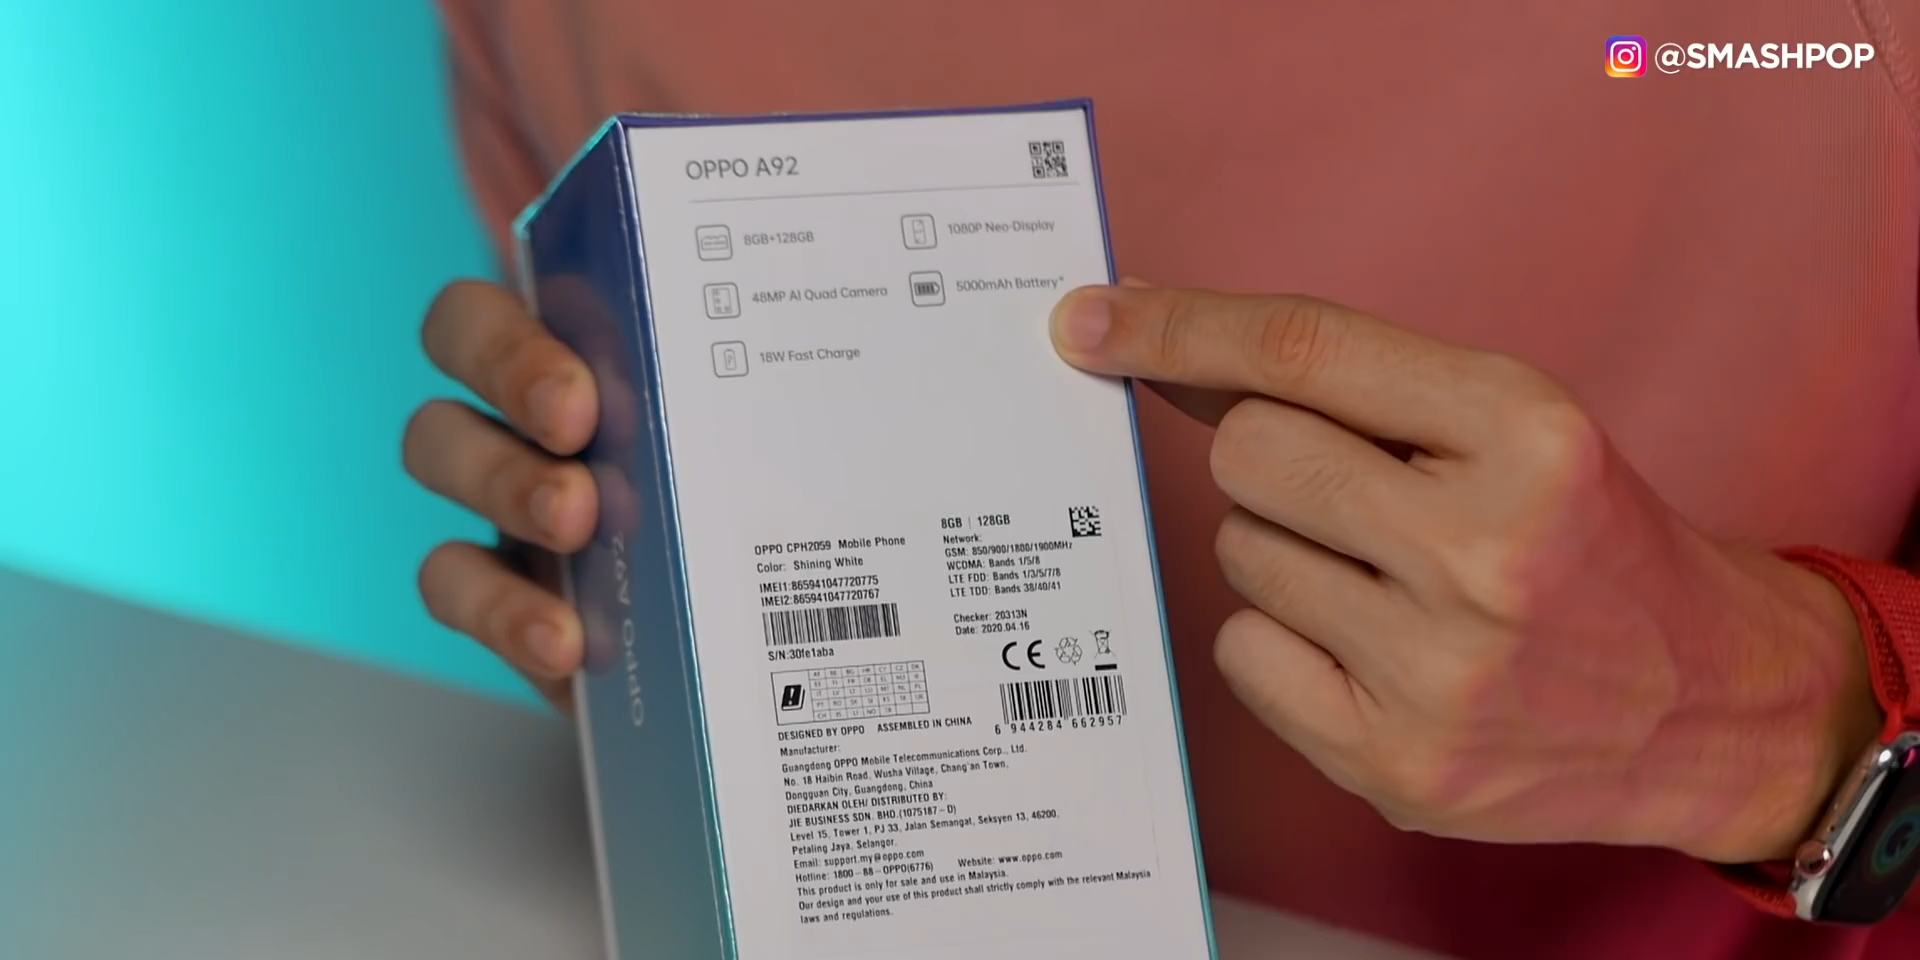 @SMASHPOP
OPPO A92
8GB+128GB
1080P Neo-Display
48MP AI Quad Camera
5000mAh Battery*
18W Fast Charge
OPPO A92
OPPO CPH2059 Mobile Phone
Color: Shining White
IMEI1:865941047720775
IMEI2:865941047720767
S/N:30fe1aba
8GB | 128GB
Network:
GSM: 850/900/1800/1900MHz
WCDMA: Bands 1/5/8
LTE FDD: Bands 1/3/5/7/8
LTE TDD: Bands 38/40/41
Checker: 20313N
Date: 2020.04.16
CE
6 944284 662957
DESIGNED BY OPPO ASSEMBLED IN CHINA
Manufacturer:
Guangdong OPPO Mobile Telecommunications Corp., Ltd.
No. 18 Haibin Road, Wusha Village, Chang'an Town,
Dongguan City, Guangdong, China
DIEDARKAN OLEH/ DISTRIBUTED BY:
JIE BUSINESS SDN. BHD.(1075187-D)
Level 15, Tower 1, PJ 33, Jalan Semangat, Seksyen 13, 46200,
Petaling Jaya, Selangor.
Email: support.my@oppo.com
Hotline: 1800-88-OPPO(6776) Website: www.oppo.com
This product is only for sale and use in Malaysia.
Our design and your use of this product shall strictly comply with the relevant Malaysia
laws and regulations.